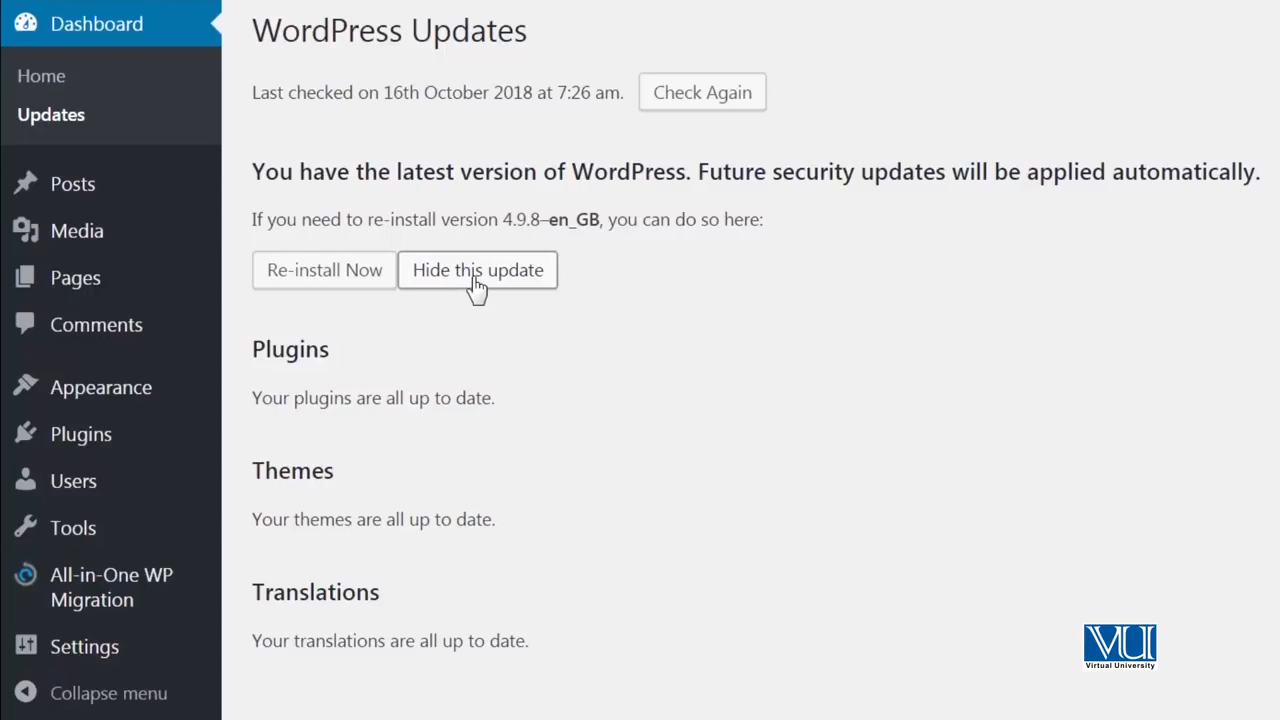 Dashboard
Home
Updates
Posts
Media
Pages
Comments
Appearance
Plugins
Users
Tools
All-in-One WP
Migration
Settings
Collapse menu
WordPress Updates
Last checked on 16th October 2018 at 7:26 am. Check Again
You have the latest version of WordPress. Future security updates will be applied automatically.
If you need to re-install version 4.9.8–en_GB, you can do so here:
Re-install Now Hide this update
Plugins
Your plugins are all up to date.
Themes
Your themes are all up to date.
Translations
Your translations are all up to date.
VU
Virtual University